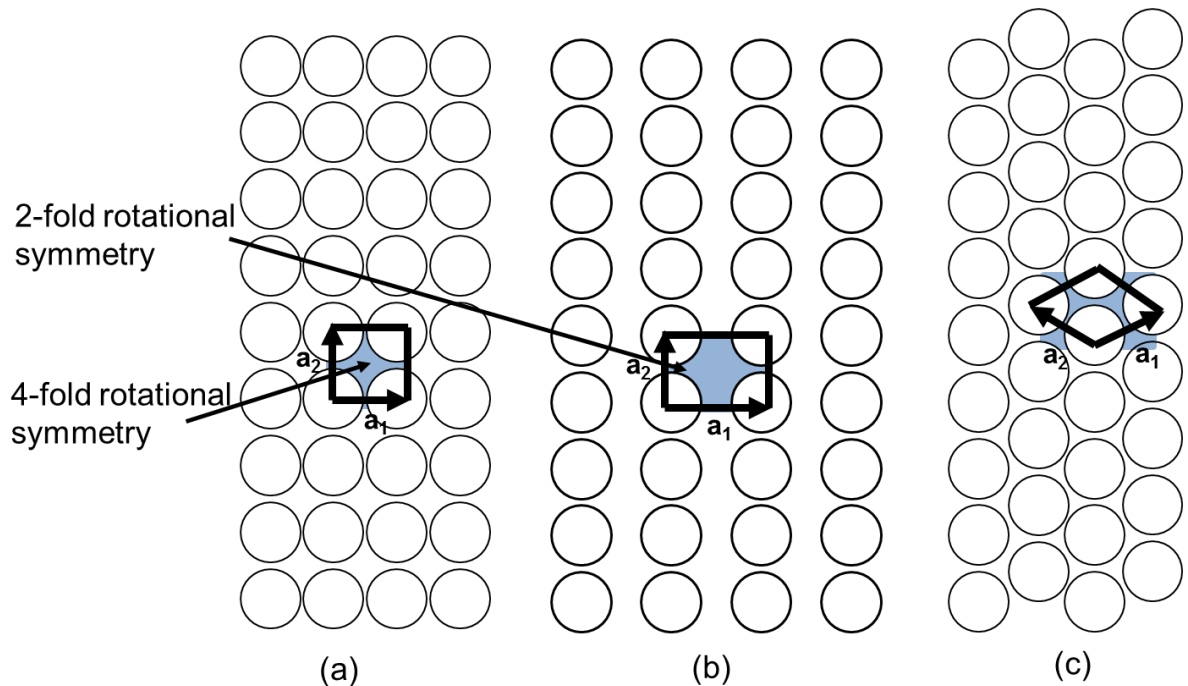 2-fold rotational
symmetry
4-fold rotational
symmetry
a2
a1
a2
a1
a2
a1
(a)
(b)
(c)